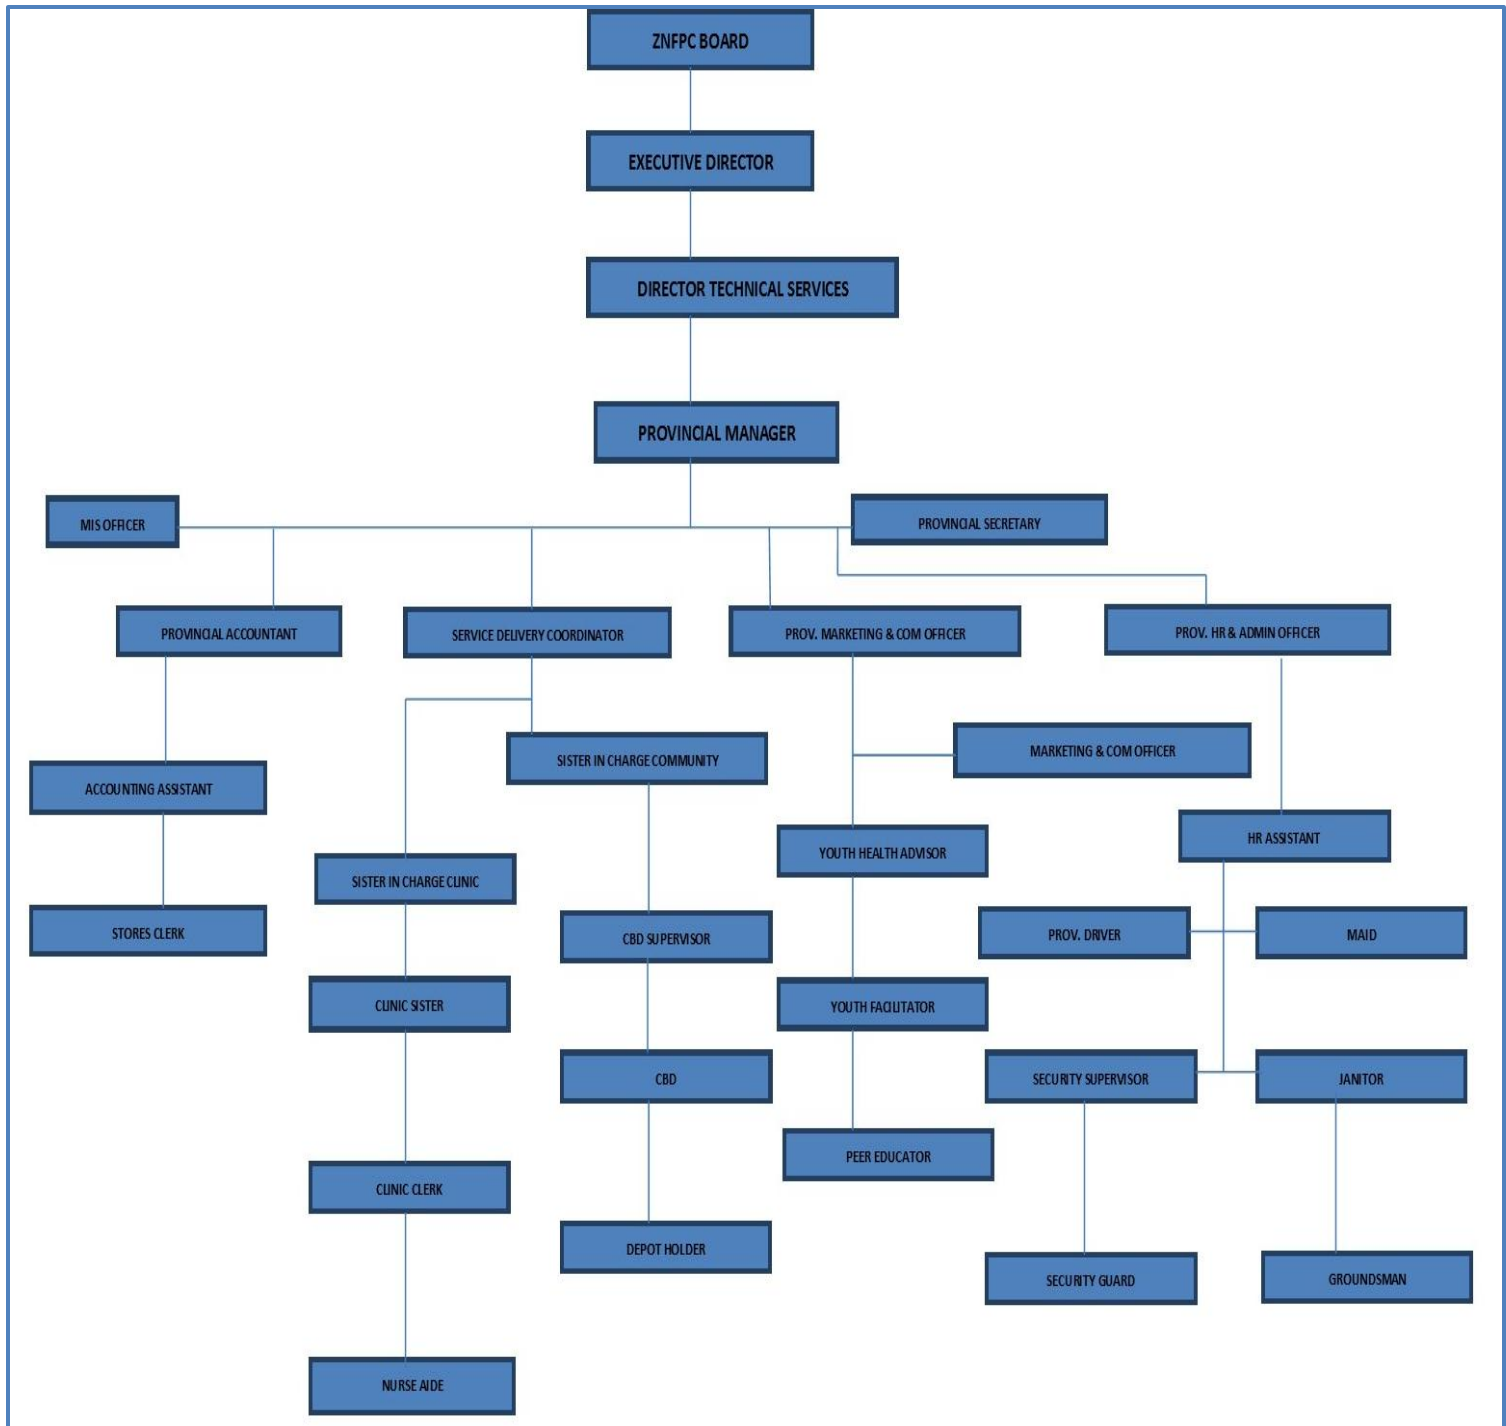 ZNFPC BOARD
EXECUTIVE DIRECTOR
DIRECTOR TECHNICAL SERVICES
PROVINCIAL MANAGER
MIS OFFICER
PROVINCIAL SECRETARY
PROVINCIAL ACCOUNTANT
SERVICE DELIVERY COORDINATOR
PROV. MARKETING & COM OFFICER
PROV. HR & ADMIN OFFICER
SISTER IN CHARGE COMMUNITY
MARKETING & COM OFFICER
ACCOUNTING ASSISTANT
HR ASSISTANT
YOUTH HEALTH ADVISOR
SISTER IN CHARGE CLINIC
STORES CLERK
CBD SUPERVISOR
PROV. DRIVER
MAID
CLINIC SISTER
YOUTH FACILITATOR
CBD
SECURITY SUPERVISOR
JANITOR
PEER EDUCATOR
CLINIC CLERK
DEPOT HOLDER
SECURITY GUARD
GROUNDSMAN
NURSE AIDE